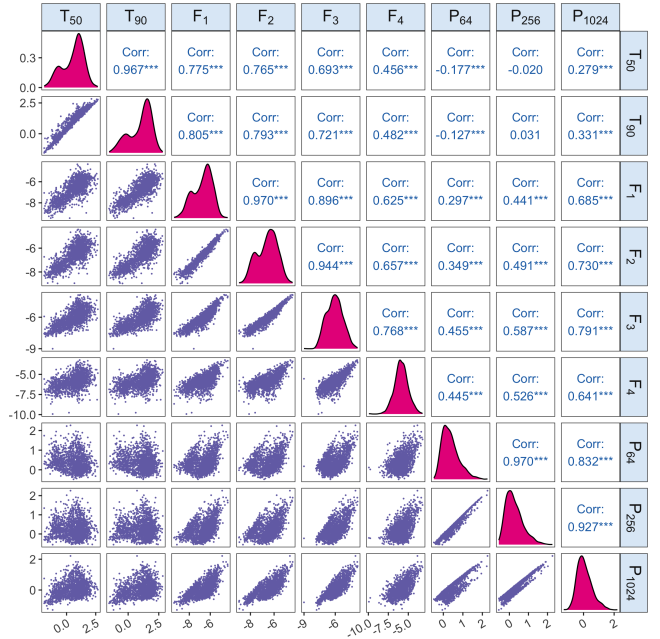 T50 T90 F1 F2 F3 F4 P64 P256 P1024
Corr: Corr: Corr: Corr: Corr: Corr: Corr: Corr:
0.3 0.967*** 0.775*** 0.765*** 0.693*** 0.456*** -0.177*** -0.020 0.279*** T50
0.0
2.5 Corr: Corr: Corr: Corr: Corr: Corr: Corr:
0.0 0.805*** 0.793*** 0.721*** 0.482*** -0.127*** 0.031 0.331*** T90
-6 Corr: Corr: Corr: Corr: Corr: Corr:
-8 0.970*** 0.896*** 0.625*** 0.297*** 0.441*** 0.685*** F1
-6 Corr: Corr: Corr: Corr: Corr:
-8 0.944*** 0.657*** 0.349*** 0.491*** 0.730*** F2
-6 Corr: Corr: Corr: Corr:
-9 0.768*** 0.455*** 0.587*** 0.791*** F3
-5.0 Corr: Corr: Corr:
-7.5 0.445*** 0.526*** 0.641*** F4
-10.0
2 Corr: Corr:
1 0.970*** 0.832*** P64
0
2 Corr:
1 0.927*** P256
0
2
1 P1024
0
0.0 2.5 0.0 2.5 -8 -6 -8 -6 -9 -6 -10.0 -7.5 -5.0 0 1 2 0 1 2 0 2